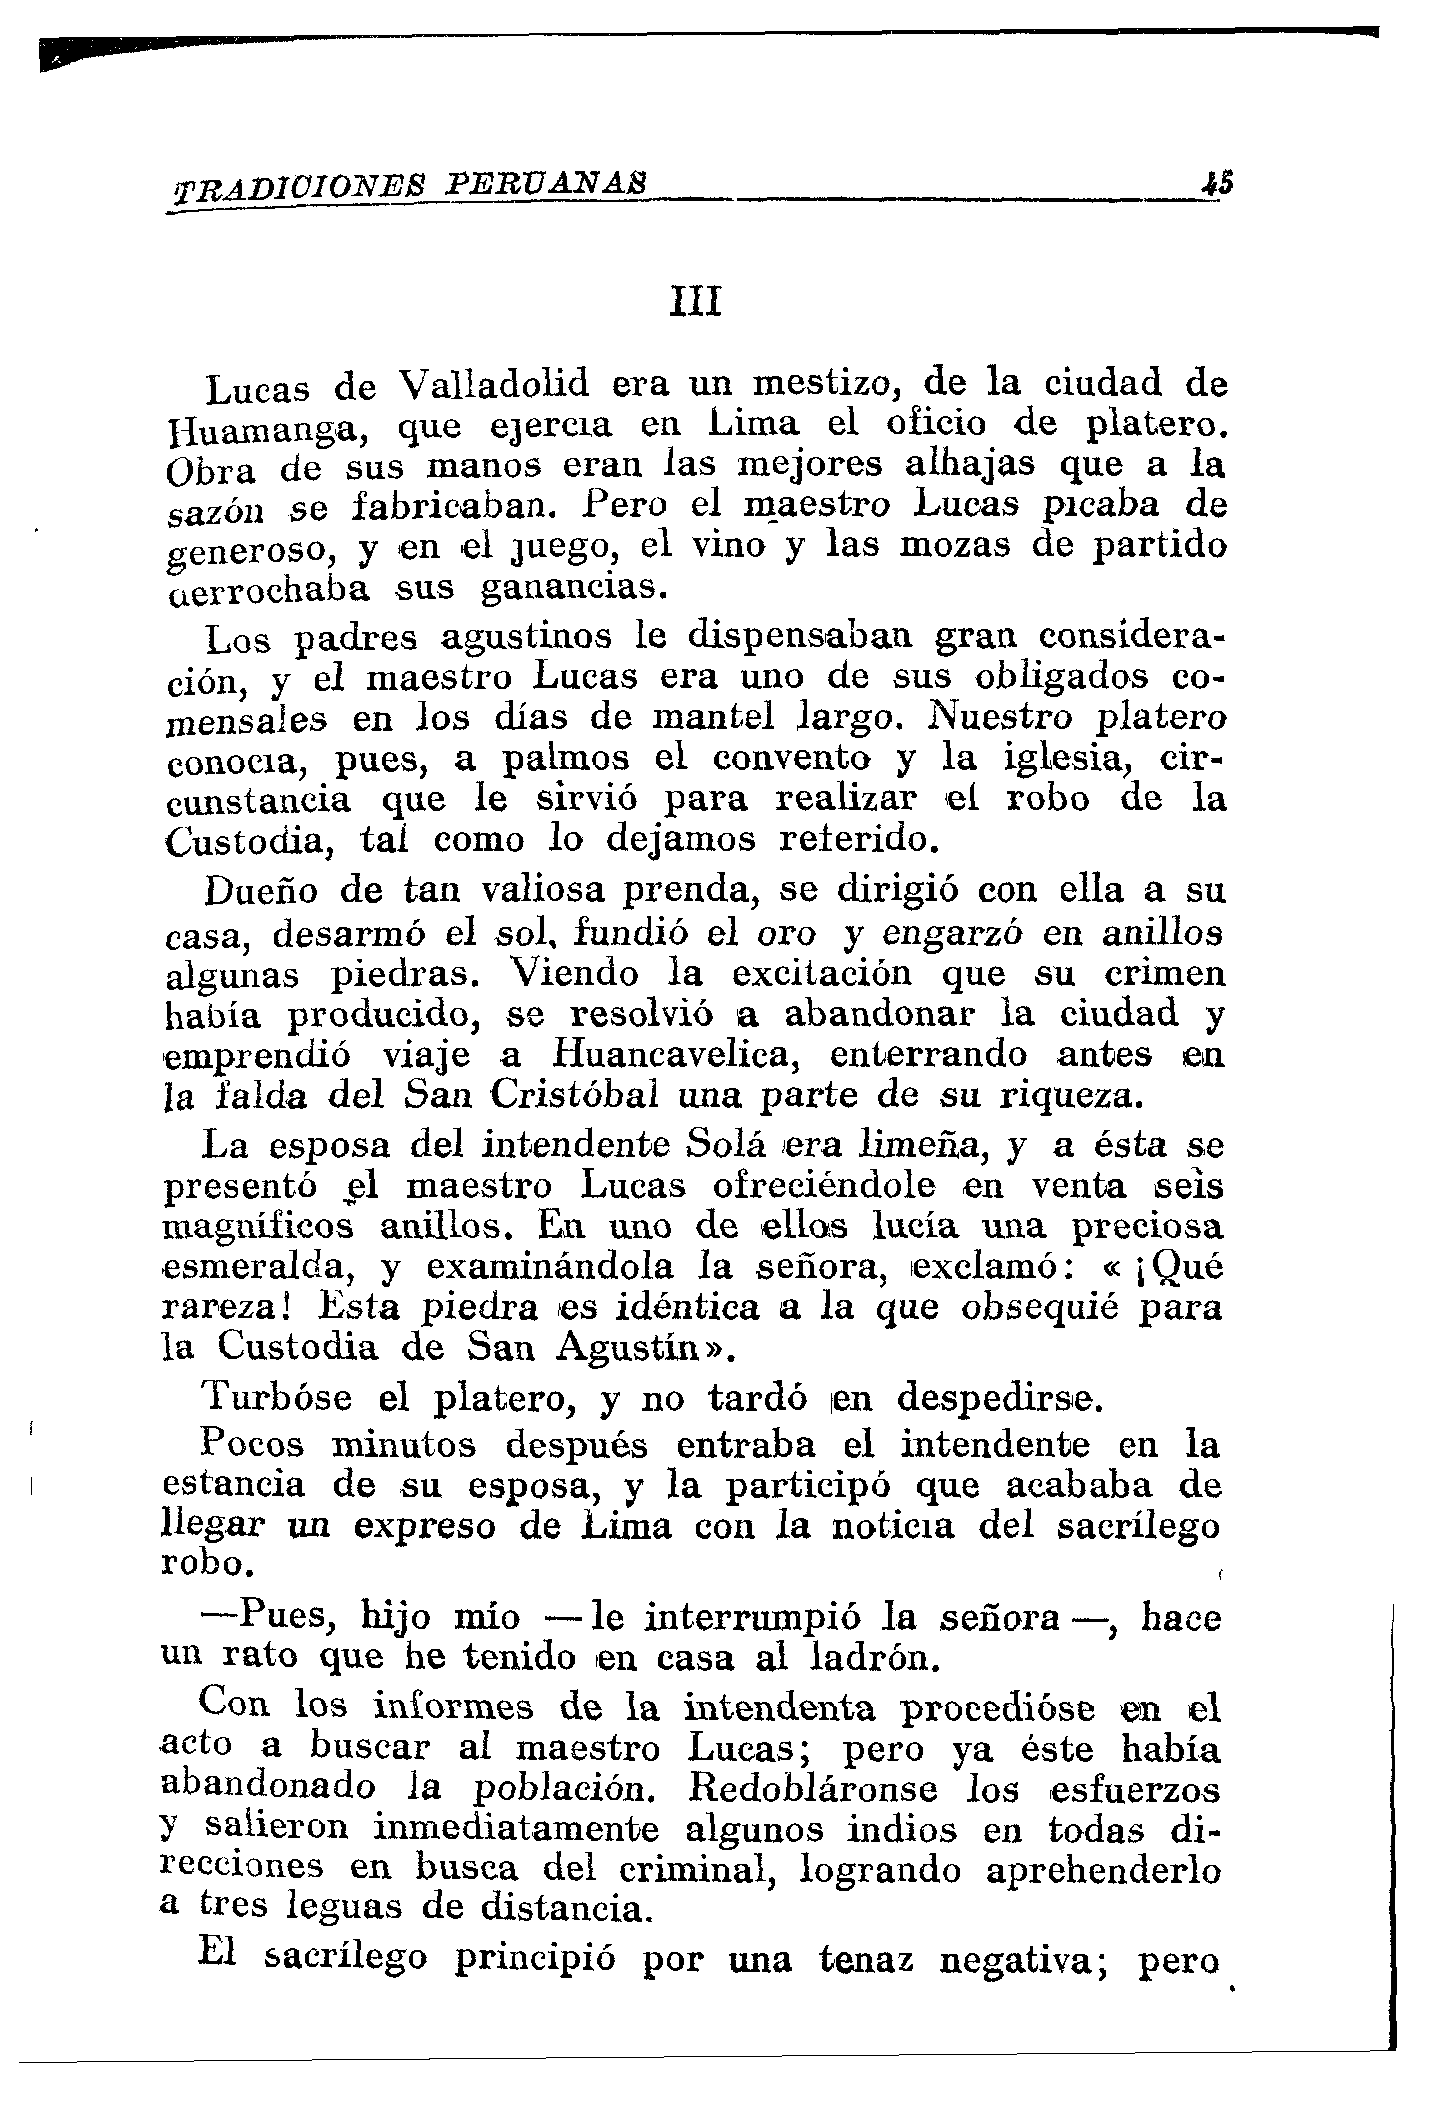 TRADICIONES PERUANAS 45
III
Lucas de Valladolid era un mestizo, de la ciudad de
Huamanga, que ejercía en Lima el oficio de platero.
Obra de sus manos eran las mejores alhajas que a la
sazón se fabricaban. Pero el maestro Lucas picaba de
generoso, y en el juego, el vino y las mozas de partido
derrochaba sus ganancias.
Los padres agustinos le dispensaban gran considera-
ción, y el maestro Lucas era uno de sus obligados co-
mensales en los días de mantel largo. Nuestro platero
conocía, pues, a palmos el convento y la iglesia, cir-
cunstancia que le sirvió para realizar el robo de la
Custodia, tal como lo dejamos referido.
Dueño de tan valiosa prenda, se dirigió con ella a su
casa, desarmó el sol, fundió el oro y engarzó en anillos
algunas piedras. Viendo la excitación que su crimen
había producido, se resolvió a abandonar la ciudad y
emprendió viaje a Huancavelica, enterrando antes en
la falda del San Cristóbal una parte de su riqueza.
La esposa del intendente Solá era limeña, y a ésta se
presentó el maestro Lucas ofreciéndole en venta seis
magníficos anillos. En uno de ellos lucía una preciosa
esmeralda, y examinándola la señora, exclamó: « ¡Qué
rareza! Esta piedra es idéntica a la que obsequié para
la Custodia de San Agustín».
Turbóse el platero, y no tardó en despedirse.
Pocos minutos después entraba el intendente en la
estancia de su esposa, y la participó que acababa de
llegar un expreso de Lima con la noticia del sacrílego
robo.
—Pues, hijo mío —le interrumpió la señora—, hace
un rato que he tenido en casa al ladrón.
Con los informes de la intendenta procedióse en el
acto a buscar al maestro Lucas; pero ya éste había
abandonado la población. Redobláronse los esfuerzos
y salieron inmediatamente algunos indios en todas di-
recciones en busca del criminal, logrando aprehenderlo
a tres leguas de distancia.
El sacrílego principió por una tenaz negativa; pero